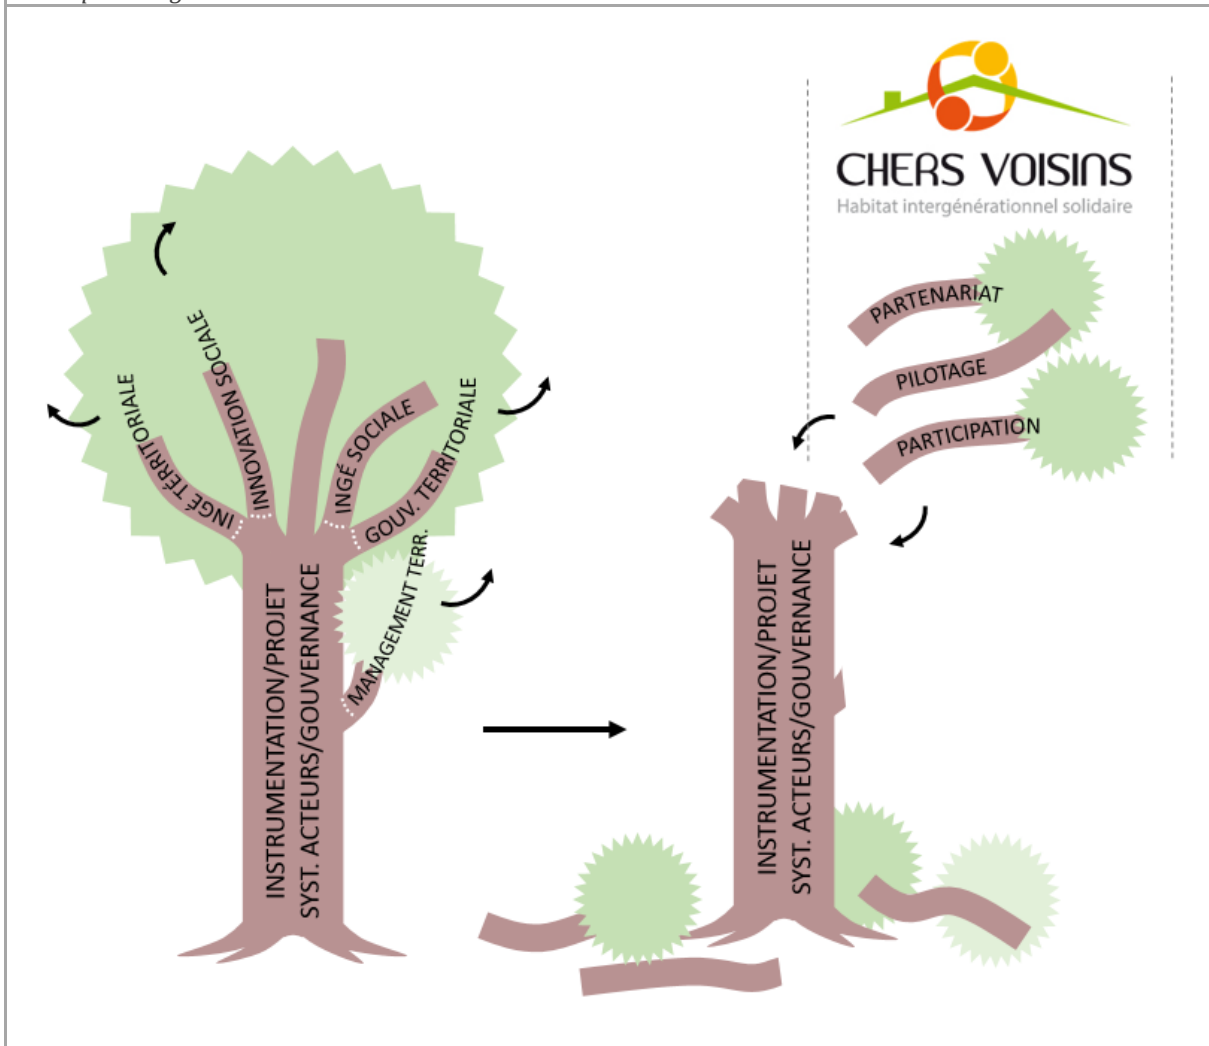 CHERS VOISINS
Habitat intergénérationnel solidaire
PARTENARIAT
PILOTAGE
PARTICIPATION
INGÉ TÉRRITORIALE
INNOVATION SOCIALE
INGÉ SOCIALE
GOUV. TERRITORIALE
MANAGEMENT TERR.
INSTRUMENTATION/PROJET
SYST. ACTEURS/GOUVERNANCE
INSTRUMENTATION/PROJET
SYST. ACTEURS/GOUVERNANCE